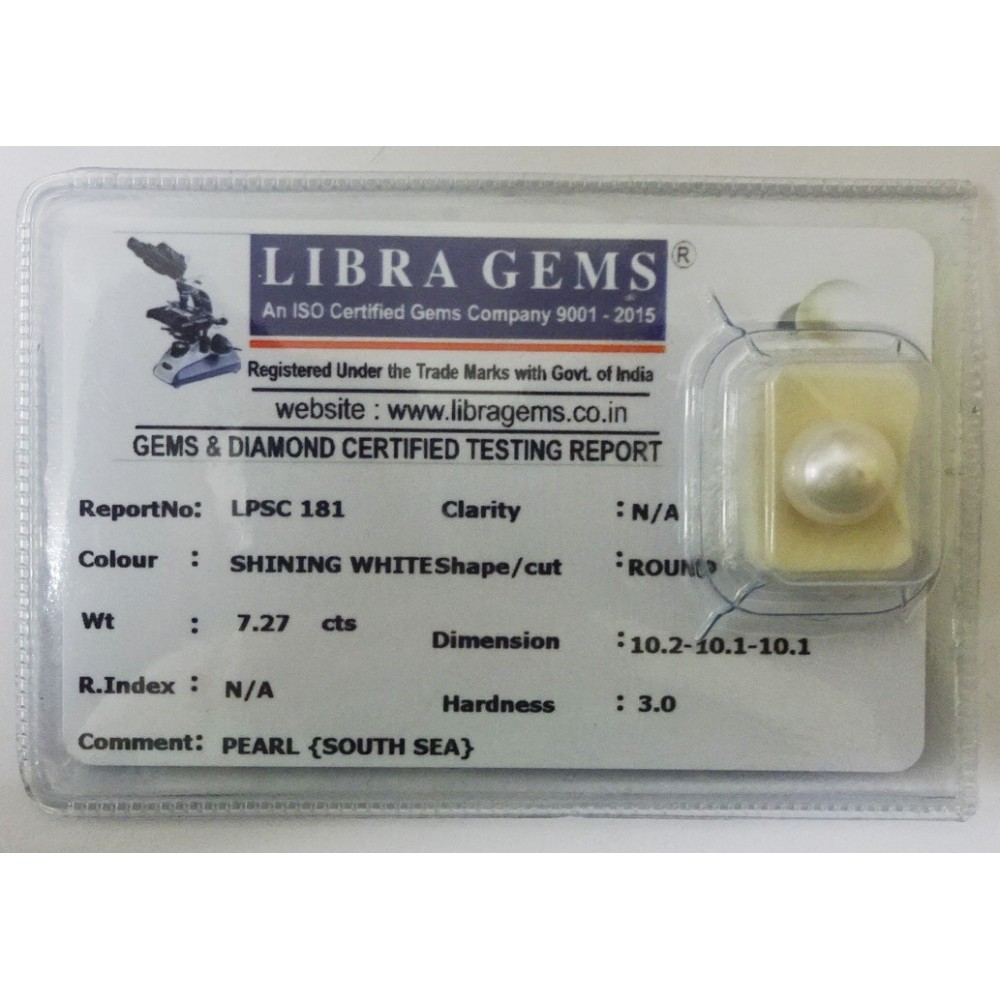 LIBRA GEMS ®
An ISO Certified Gems Company 9001 - 2015
Registered Under the Trade Marks with Govt. of India
website : www.libragems.co.in
GEMS & DIAMOND CERTIFIED TESTING REPORT
ReportNo: LPSC 181 Clarity : N/A
Colour : SHINING WHITE Shape/cut : ROUND
Wt : 7.27 cts Dimension : 10.2-10.1-10.1
R.Index : N/A Hardness : 3.0
Comment: PEARL {SOUTH SEA}